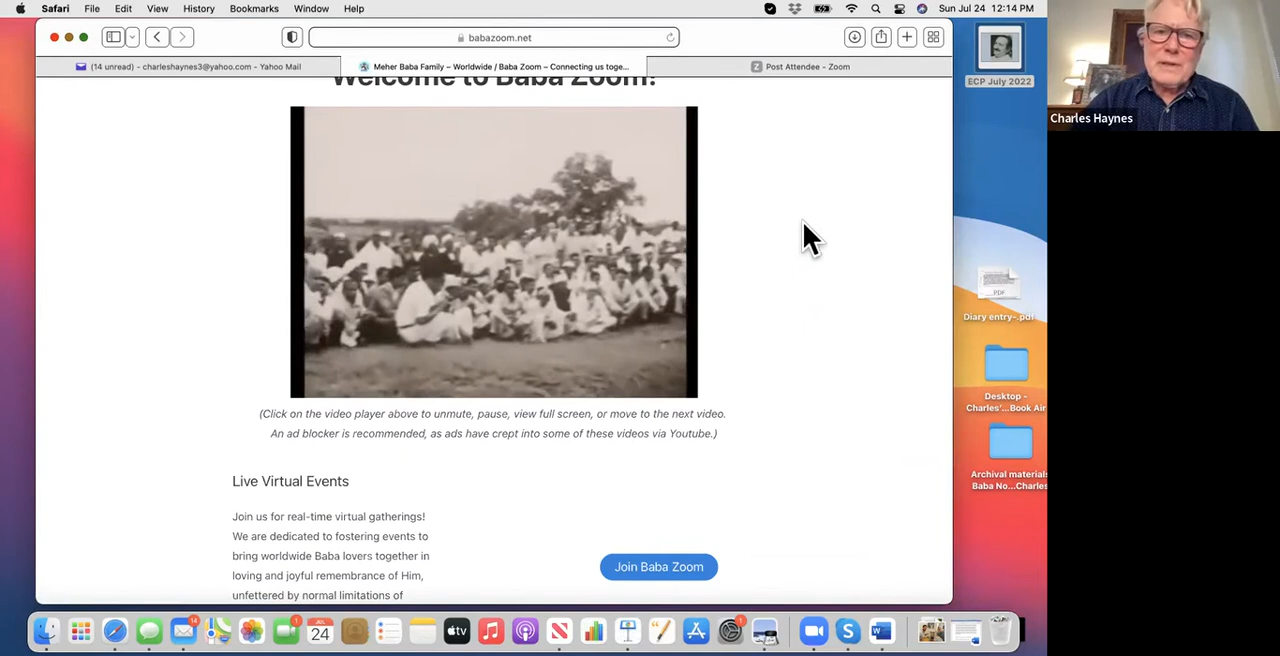 Safari File Edit View History Bookmarks Window Help Sun Jul 24 12:14 PM
babazoom.net
(14 unread) - charleshaynes3@yahoo.com - Yahoo Mail
Meher Baba Family – Worldwide / Baba Zoom – Connecting us toge...
Z Post Attendee - Zoom
Welcome to Baba Zoom!
(Click on the video player above to unmute, pause, view full screen, or move to the next video.
An ad blocker is recommended, as ads have crept into some of these videos via Youtube.)
Live Virtual Events
Join us for real-time virtual gatherings!
We are dedicated to fostering events to
bring worldwide Baba lovers together in
loving and joyful remembrance of Him,
unfettered by normal limitations of
Join Baba Zoom
ECP July 2022
PDF
Diary entry-.pdf
Desktop -
Charles'...Book Air
Archival materials
Baba No...Charles
Charles Haynes
14
1
JUL
24
tv
1
S
W